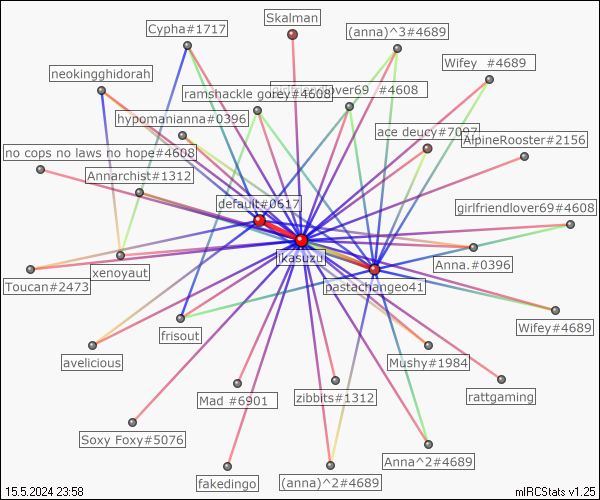 Skalman
Cypha#1717
(anna)^3#4689
Wifey #4689
neokingghidorah
ramshackle gorey#4608
#4608
hypomanianna#0396
ace deucy#7097
AlpineRooster#2156
no cops no laws no hope#4608
Annarchist#1312
default#0617
girlfriendlover69#4608
ikasuzu
Anna.#0396
xenoyaut
Toucan#2473
pastachangeo41
Wifey#4689
frisout
avelicious
Mushy#1984
Mad #6901
zibbits#1312
rattgaming
Soxy Foxy#5076
Anna^2#4689
fakedingo
(anna)^2#4689
15.5.2024 23:58
mIRCStats v1.25